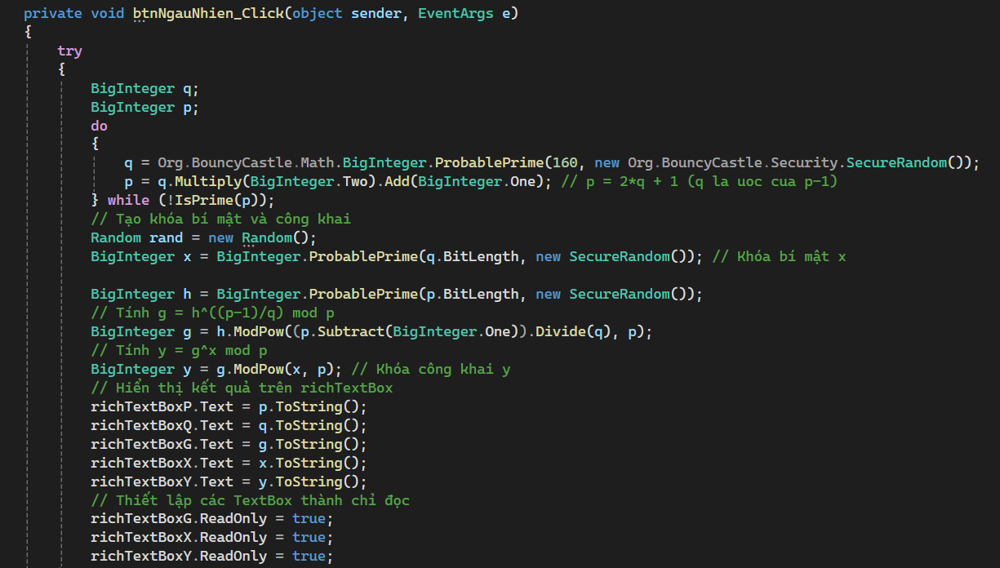 private void btnNgauNhien_Click(object sender, EventArgs e)
{
try
{
BigInteger q;
BigInteger p;
do
{
q = Org.BouncyCastle.Math.BigInteger.ProbablePrime(160, new Org.BouncyCastle.Security.SecureRandom());
p = q.Multiply(BigInteger.Two).Add(BigInteger.One); // p = 2*q + 1 (q la uoc cua p-1)
} while (!IsPrime(p));
// Tạo khóa bí mật và công khai
Random rand = new Random();
BigInteger x = BigInteger.ProbablePrime(q.BitLength, new SecureRandom()); // Khóa bí mật x
BigInteger h = BigInteger.ProbablePrime(p.BitLength, new SecureRandom());
// Tính g = h^((p-1)/q) mod p
BigInteger g = h.ModPow((p.Subtract(BigInteger.One)).Divide(q), p);
// Tính y = g^x mod p
BigInteger y = g.ModPow(x, p); // Khóa công khai y
// Hiển thị kết quả trên richTextBox
richTextBoxP.Text = p.ToString();
richTextBoxQ.Text = q.ToString();
richTextBoxG.Text = g.ToString();
richTextBoxX.Text = x.ToString();
richTextBoxY.Text = y.ToString();
// Thiết lập các TextBox thành chỉ đọc
richTextBoxG.ReadOnly = true;
richTextBoxX.ReadOnly = true;
richTextBoxY.ReadOnly = true;